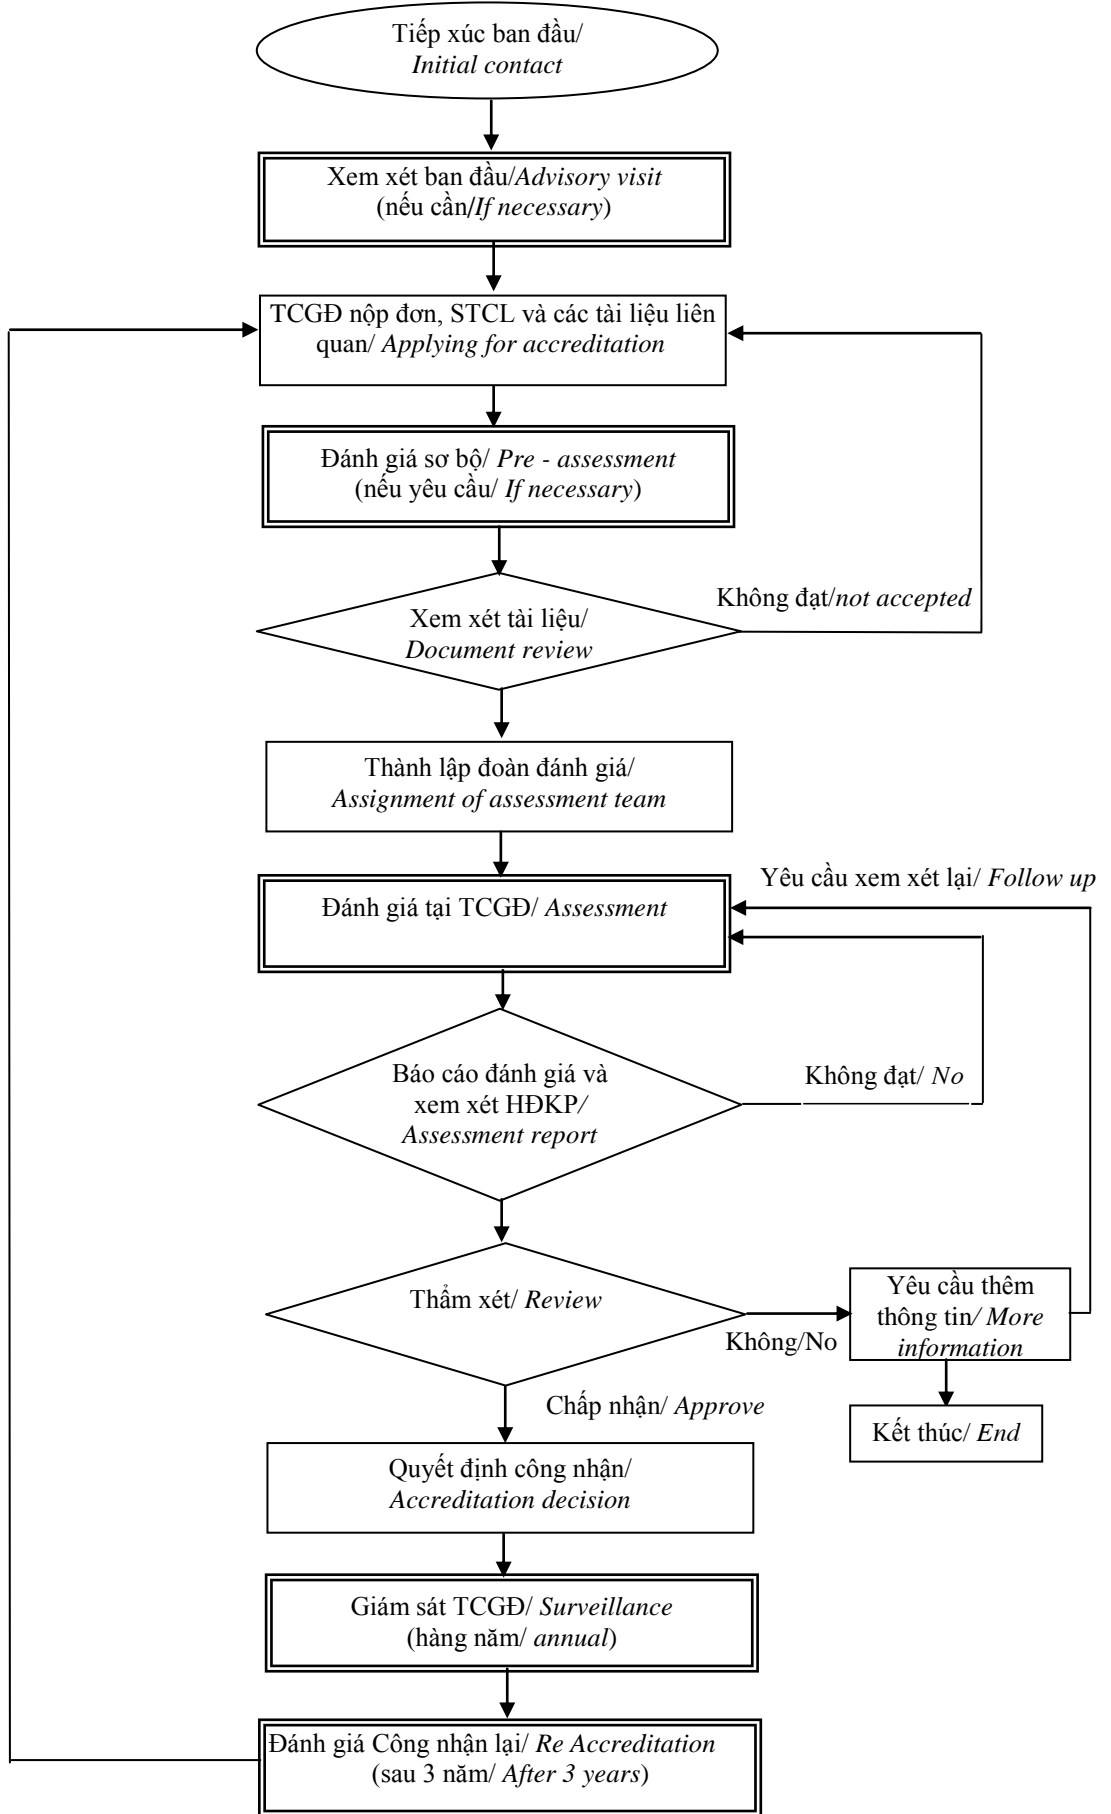 Tiếp xúc ban đầu/
Initial contact
Xem xét ban đầu/Advisory visit
(nếu cần/If necessary)
TCGĐ nộp đơn, STCL và các tài liệu liên
quan/ Applying for accreditation
Đánh giá sơ bộ/ Pre - assessment
(nếu yêu cầu/ If necessary)
Không đạt/not accepted
Xem xét tài liệu/
Document review
Thành lập đoàn đánh giá/
Assignment of assessment team
Yêu cầu xem xét lại/ Follow up
Đánh giá tại TCGĐ/ Assessment
Báo cáo đánh giá và
xem xét HĐKP/
Assessment report
Không đạt/ No
Thẩm xét/ Review
Không/No
Yêu cầu thêm
thông tin/ More
information
Chấp nhận/ Approve
Kết thúc/ End
Quyết định công nhận/
Accreditation decision
Giám sát TCGĐ/ Surveillance
(hàng năm/ annual)
Đánh giá Công nhận lại/ Re Accreditation
(sau 3 năm/ After 3 years)